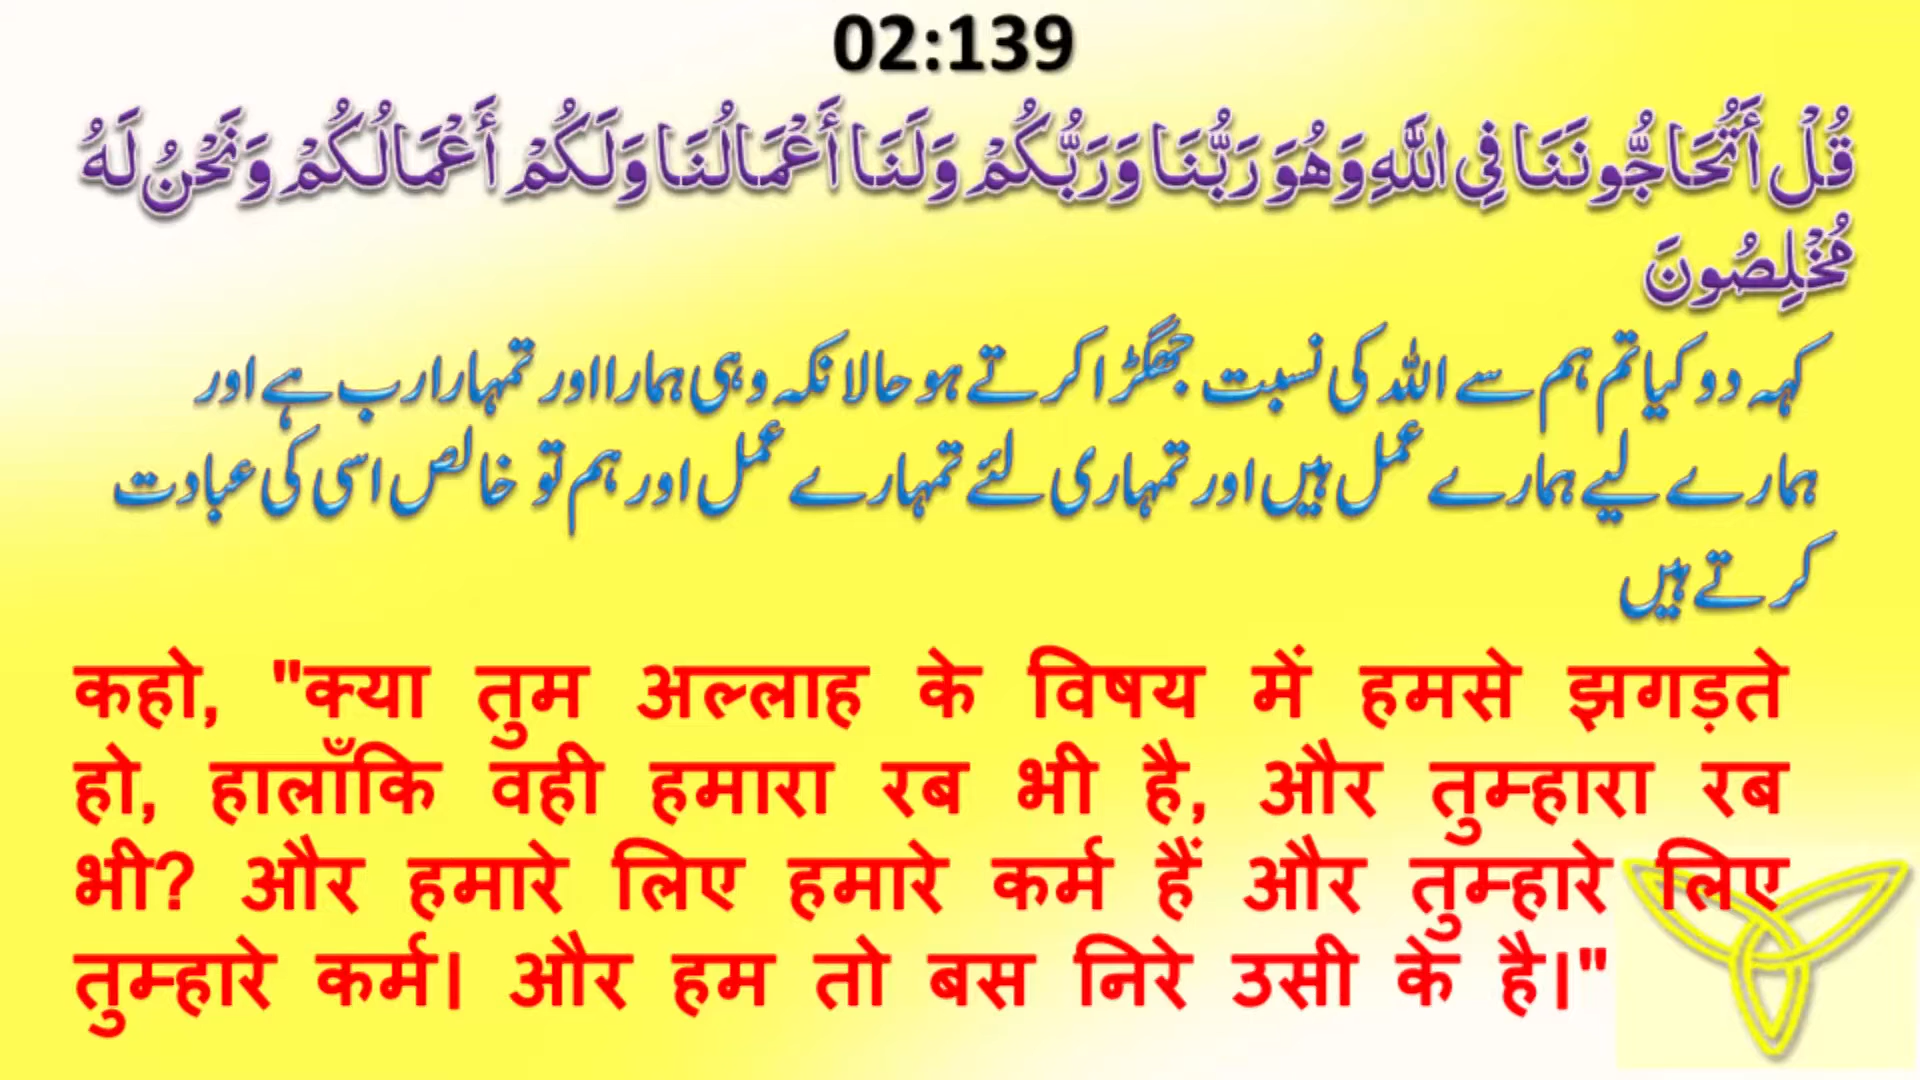 02:139
قُلْ أَتُحَاجُّونَنَا فِي اللَّهِ وَهُوَ رَبُّنَا وَرَبُّكُمْ وَلَنَا أَعْمَالُنَا وَلَكُمْ أَعْمَالُكُمْ وَنَحْنُ لَهُ
مُخْلِصُونَ
کہہ دو کیا تم ہم سے اللہ کی نسبت جھگڑا کرتے ہو حالانکہ وہی ہمارا اور تمہارا رب ہے اور
ہمارے لیے ہمارے عمل ہیں اور تمہاری لئے تمہارے عمل اور ہم تو خالص اسی کی عبادت
کرتے ہیں
कहो, "क्या तुम अल्लाह के विषय में हमसे झगड़ते
हो, हालाँकि वही हमारा रब भी है, और तुम्हारा रब
भी? और हमारे लिए हमारे कर्म हैं और तुम्हारे लिए
तुम्हारे कर्म। और हम तो बस निरे उसी के है।"